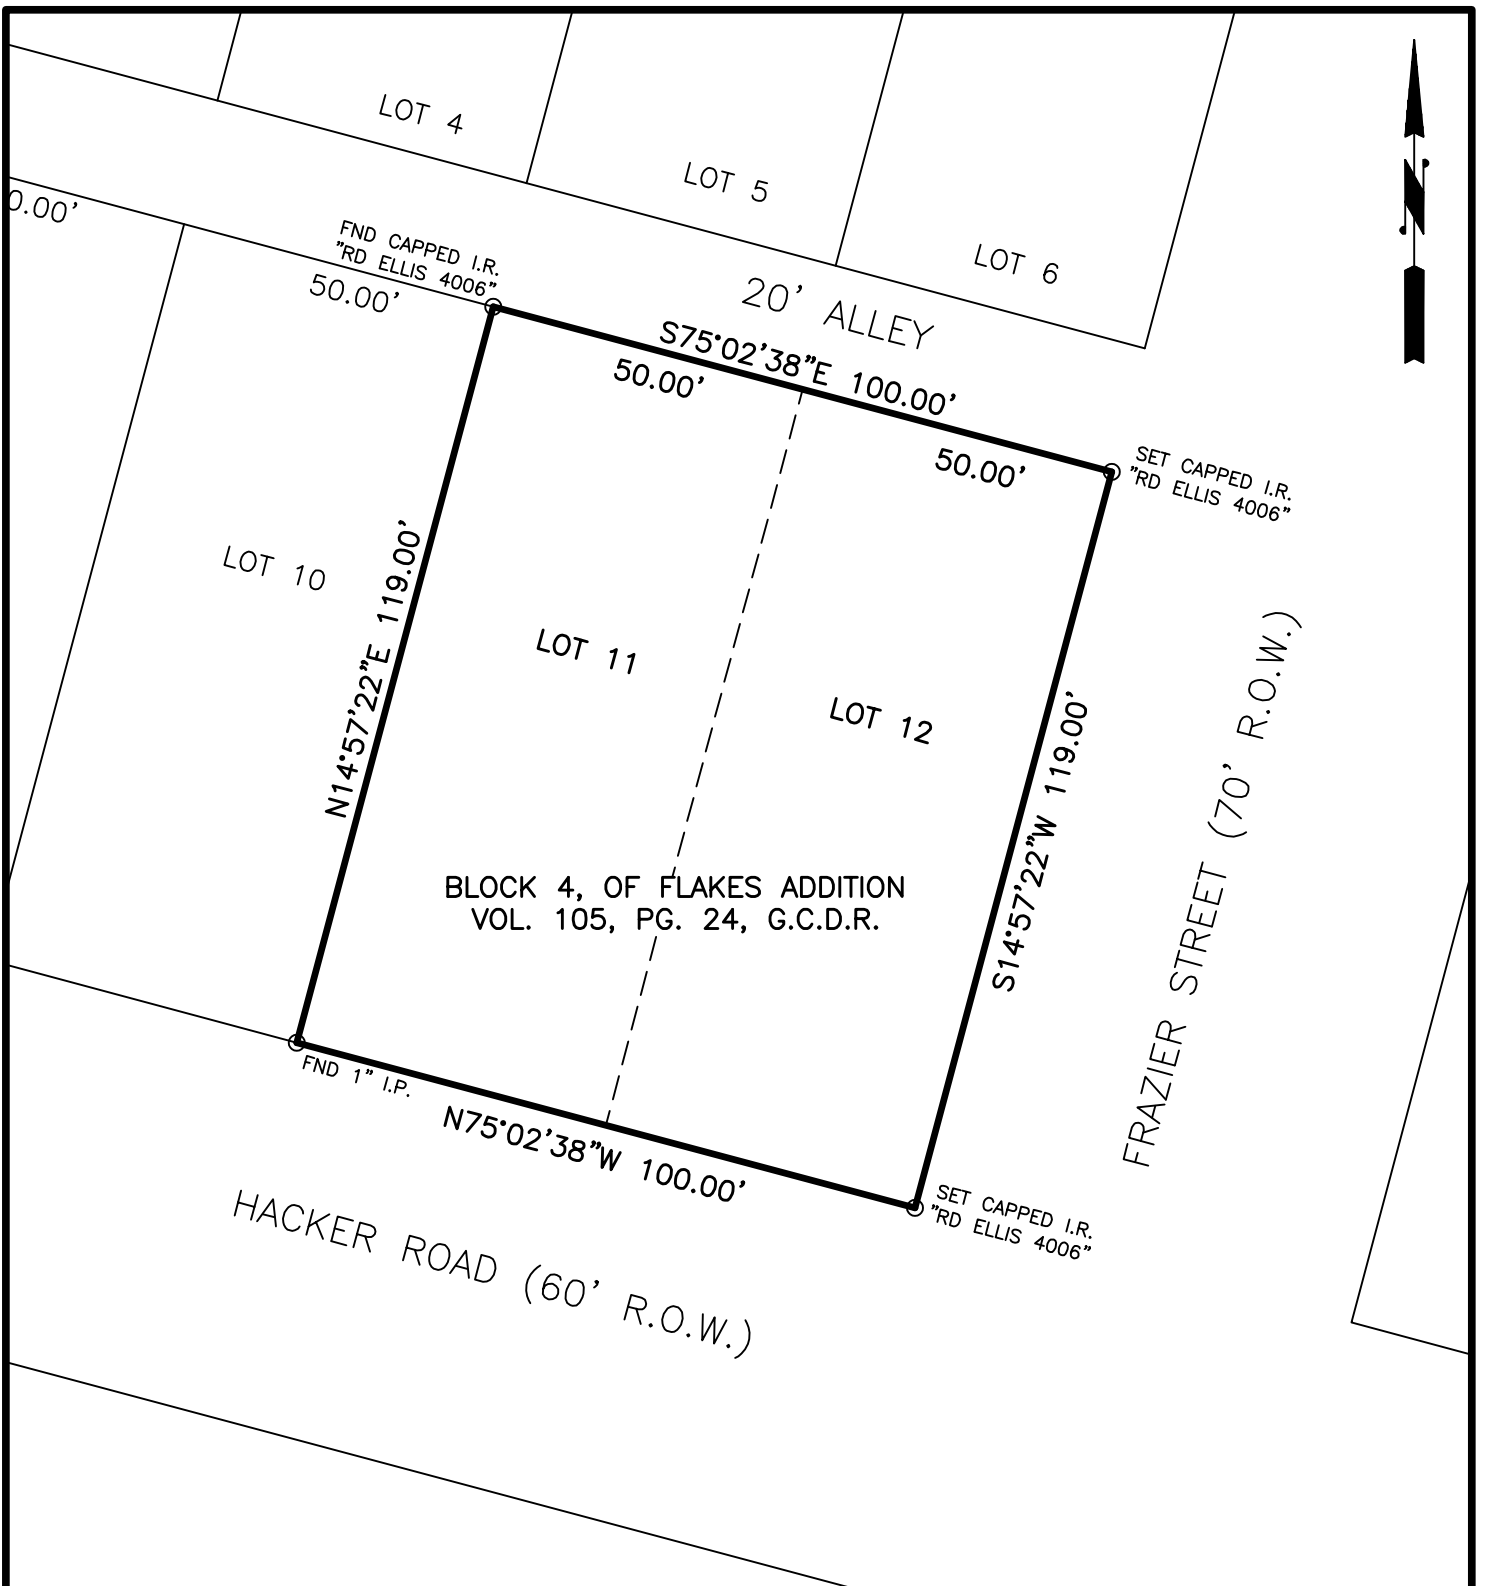 LOT 4
LOT 5
LOT 6
0.00'
FND CAPPED I.R.
"RD ELLIS 4006"
50.00'
20' ALLEY
S75°02'38"E 100.00'
50.00'
50.00'
SET CAPPED I.R.
"RD ELLIS 4006"
N
LOT 10
N14°57'22"E 119.00'
LOT 11
LOT 12
S14°57'22"W 119.00'
FRAZIER STREET (70' R.O.W.)
BLOCK 4, OF FLAKES ADDITION
VOL. 105, PG. 24, G.C.D.R.
FND 1" I.P.
N75°02'38"W 100.00'
SET CAPPED I.R.
"RD ELLIS 4006"
HACKER ROAD (60' R.O.W.)